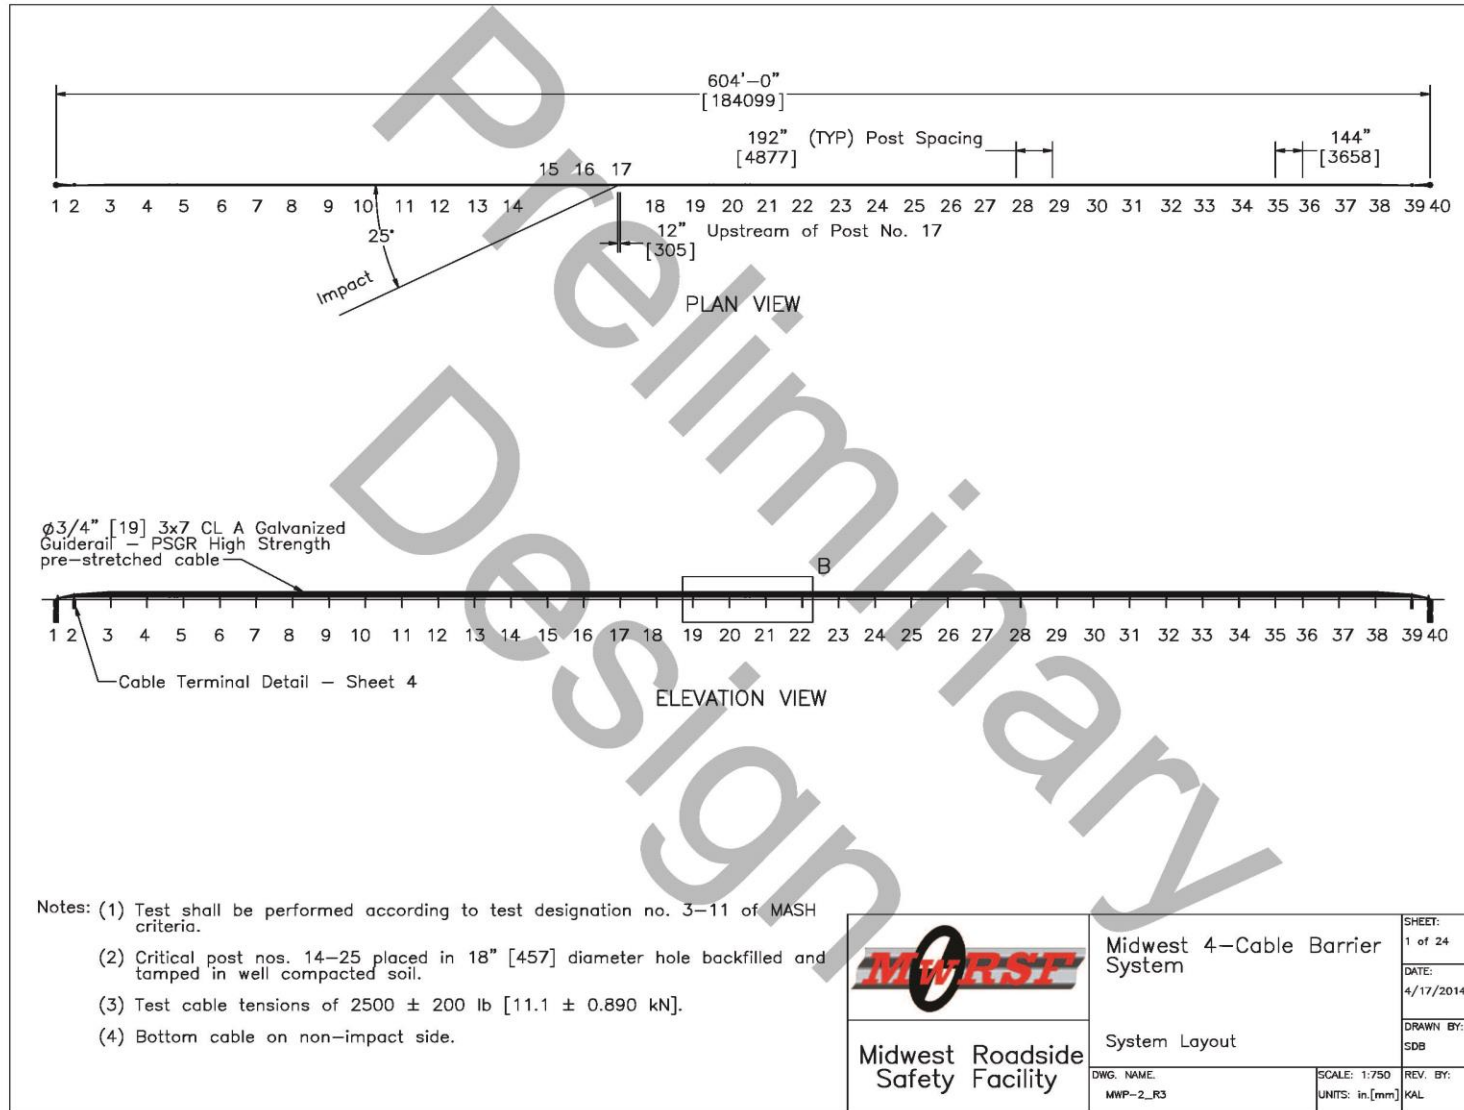 604'-0"
[184099]
192" (TYP) Post Spacing
[4877]
144"
[3658]
15 16 17
1 2 3 4 5 6 7 8 9 10 11 12 13 14 18 19 20 21 22 23 24 25 26 27 28 29 30 31 32 33 34 35 36 37 38 39 40
25°
12" Upstream of Post No. 17
[305]
Impact
PLAN VIEW
Preliminary
Design
ø3/4" [19] 3x7 CL A Galvanized
Guiderail – PSGR High Strength
pre-stretched cable
B
1 2 3 4 5 6 7 8 9 10 11 12 13 14 15 16 17 18 19 20 21 22 23 24 25 26 27 28 29 30 31 32 33 34 35 36 37 38 39 40
Cable Terminal Detail – Sheet 4
ELEVATION VIEW
Notes: (1) Test shall be performed according to test designation no. 3-11 of MASH
criteria.
(2) Critical post nos. 14-25 placed in 18" [457] diameter hole backfilled and
tamped in well compacted soil.
(3) Test cable tensions of 2500 ± 200 lb [11.1 ± 0.890 kN].
(4) Bottom cable on non-impact side.
MwRSF
Midwest Roadside
Safety Facility
Midwest 4-Cable Barrier
System
System Layout
DWG. NAME.
MWP-2_R3
SCALE: 1:750
UNITS: in.[mm]
SHEET:
1 of 24
DATE:
4/17/2014
DRAWN BY:
SDB
REV. BY:
KAL